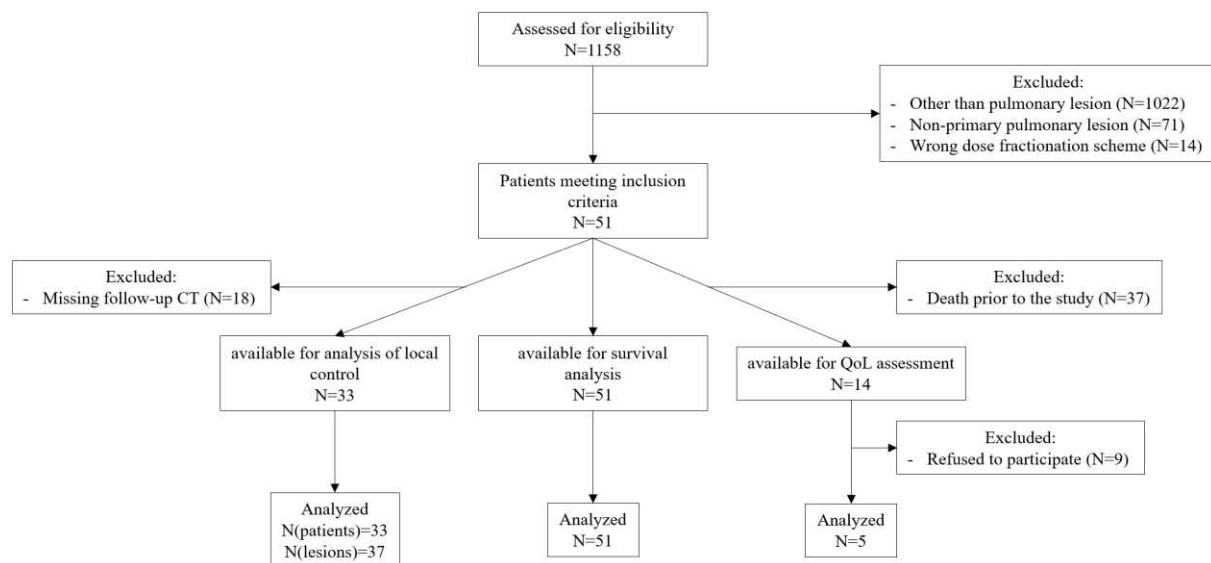 Assessed for eligibility
N=1158
Excluded:
- Other than pulmonary lesion (N=1022)
- Non-primary pulmonary lesion (N=71)
- Wrong dose fractionation scheme (N=14)
Patients meeting inclusion
criteria
N=51
Excluded:
- Missing follow-up CT (N=18)
Excluded:
- Death prior to the study (N=37)
available for analysis of local
control
N=33
available for survival
analysis
N=51
available for QoL assessment
N=14
Excluded:
- Refused to participate (N=9)
Analyzed
N(patients)=33
N(lesions)=37
Analyzed
N=51
Analyzed
N=5